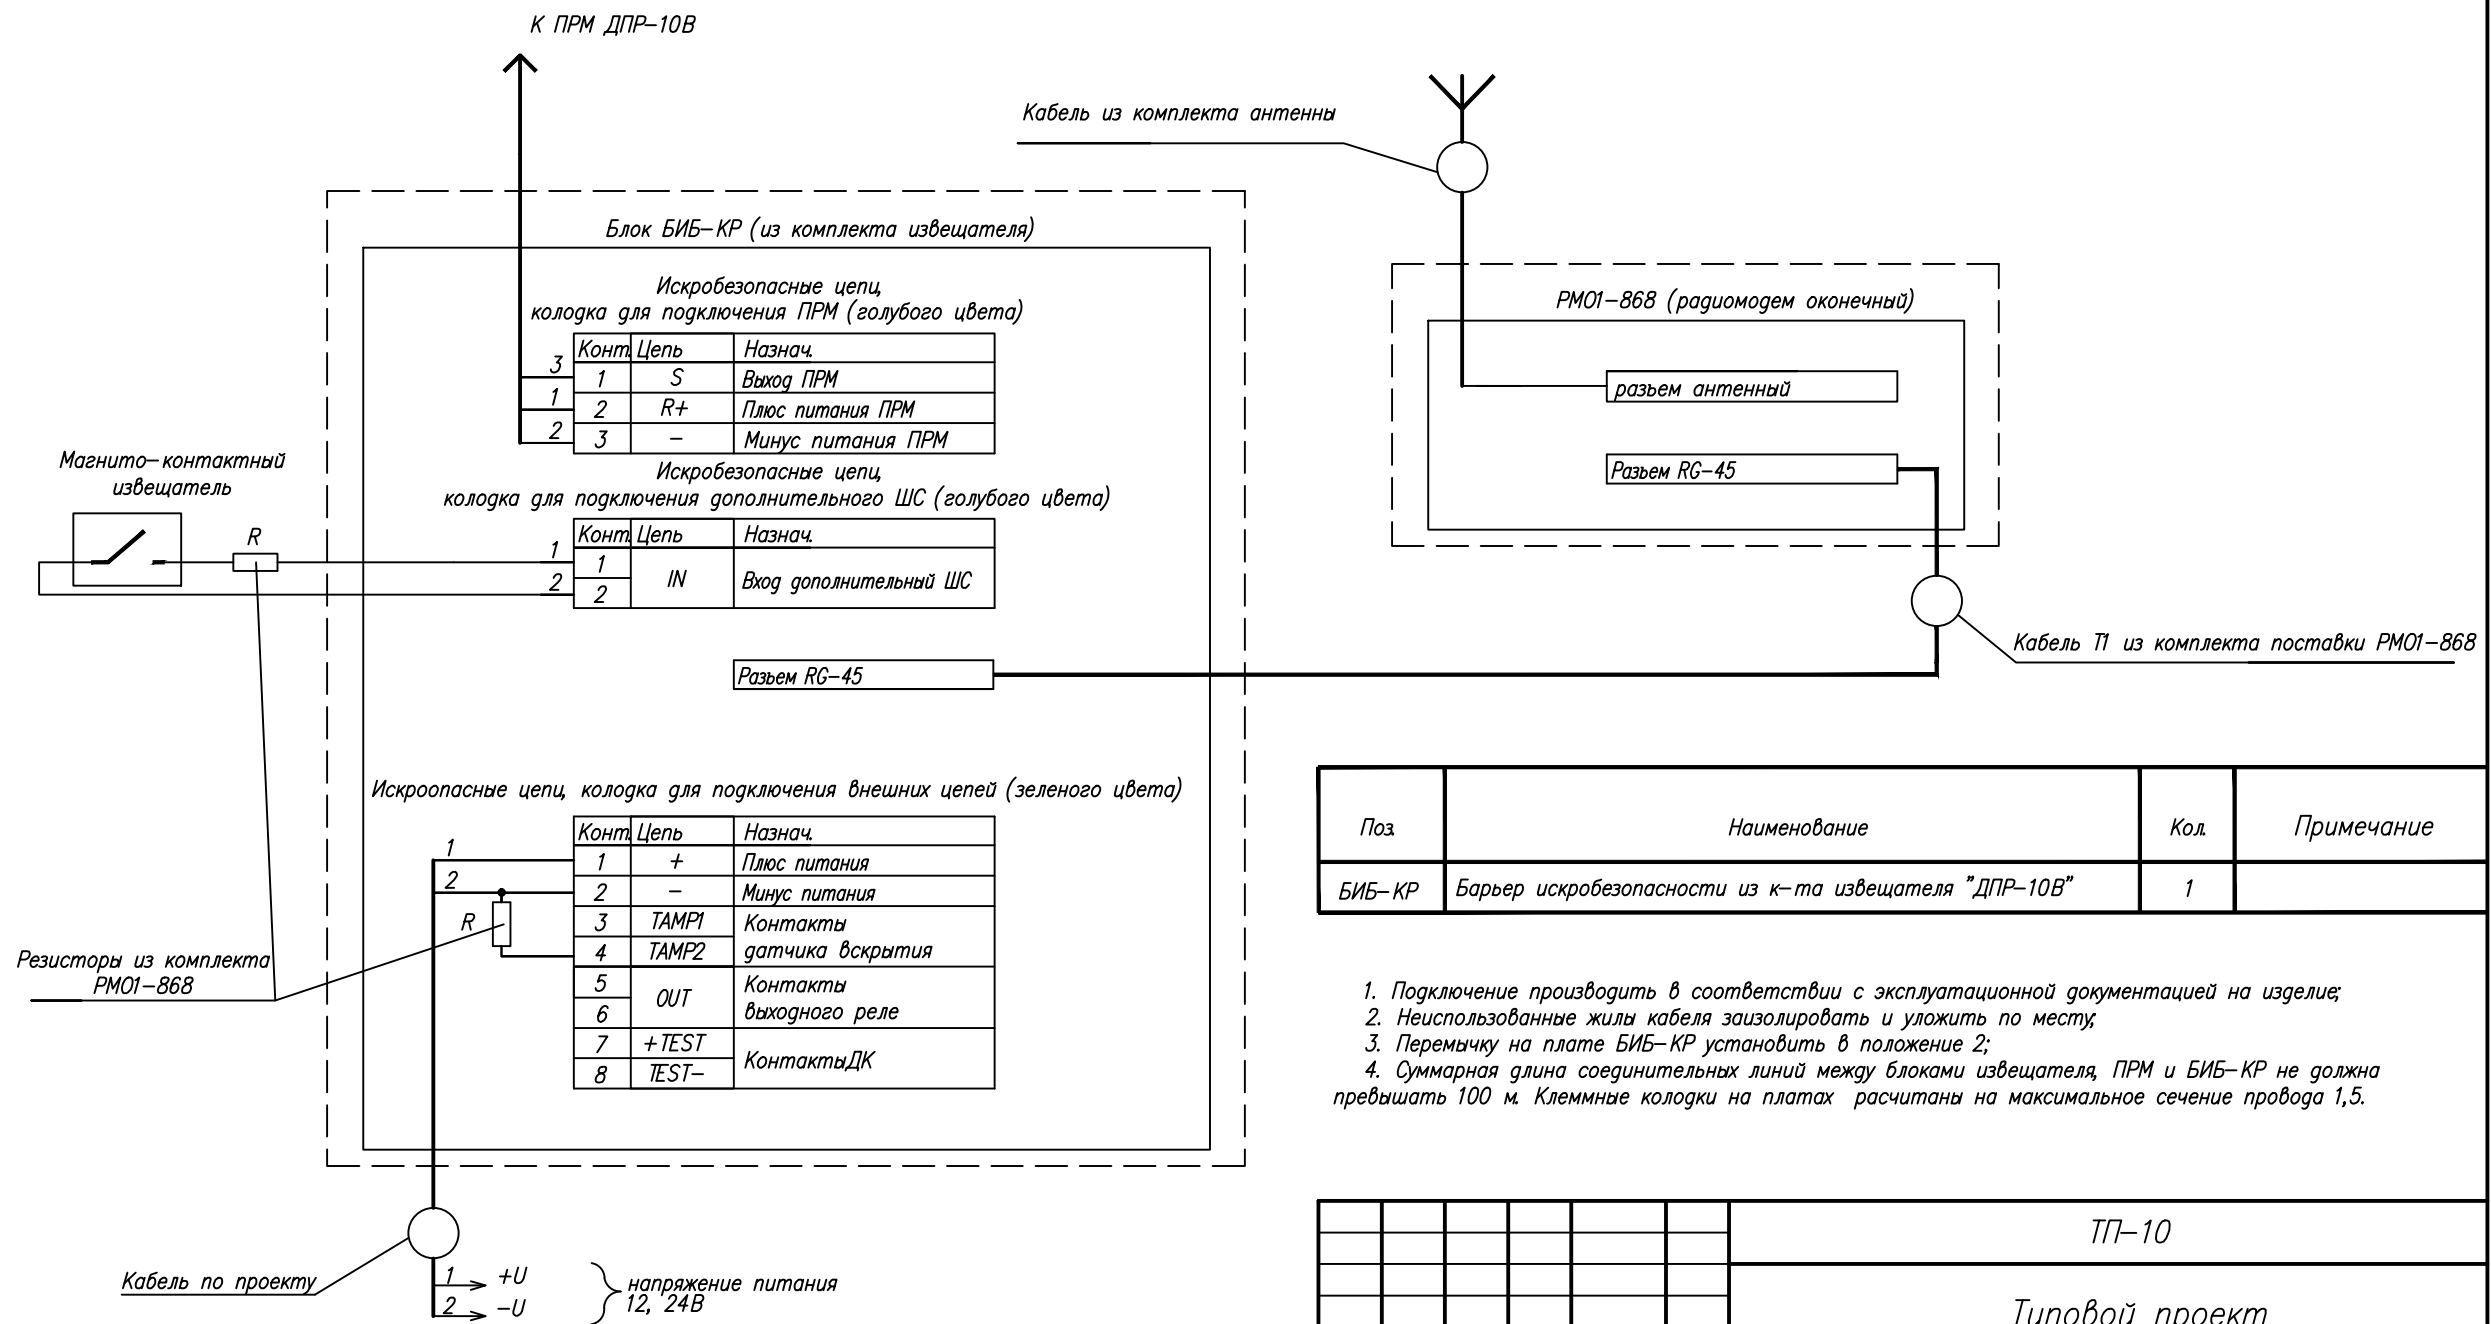 К ПРМ ДПР-10В
Кабель из комплекта антенны
Блок БИБ-КР (из комплекта извещателя)
Искробезопасные цепи,
колодка для подключения ПРМ (голубого цвета)
Конт. Цепь Назнач.
3 1 S Выход ПРМ
1 2 R+ Плюс питания ПРМ
2 3 - Минус питания ПРМ
РМ01-868 (радиомодем оконечный)
разъем антенный
Разъем RG-45
Магнито-контактный
извещатель
R
Искробезопасные цепи,
колодка для подключения дополнительного ШС (голубого цвета)
Конт. Цепь Назнач.
1 1
IN Вход дополнительный ШС
2 2
Разъем RG-45
Кабель Т1 из комплекта поставки РМ01-868
Искроопасные цепи, колодка для подключения внешних цепей (зеленого цвета)
Конт. Цепь Назнач.
1 1 + Плюс питания
2 2 - Минус питания
R
3 TAMP1 Контакты
4 TAMP2 датчика вскрытия
5 Контакты
OUT
6 выходного реле
7 +TEST
КонтактыДК
8 TEST-
Резисторы из комплекта
РМ01-868
Поз. Наименование Кол. Примечание
БИБ-КР Барьер искробезопасности из к-та извещателя "ДПР-10В" 1
1. Подключение производить в соответствии с эксплуатационной документацией на изделие;
2. Неиспользованные жилы кабеля заизолировать и уложить по месту;
3. Перемычку на плате БИБ-КР установить в положение 2;
4. Суммарная длина соединительных линий между блоками извещателя, ПРМ и БИБ-КР не должна
превышать 100 м. Клеммные колодки на платах расчитаны на максимальное сечение провода 1,5.
Кабель по проекту
1 +U
2 -U
напряжение питания
12, 24В
ТП-10
Типовой проект